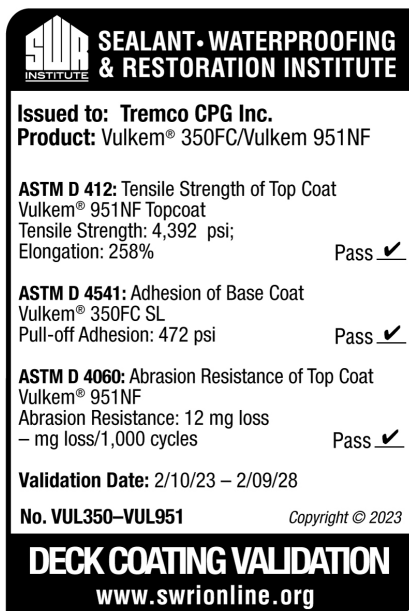 SWR
INSTITUTE
SEALANT • WATERPROOFING
& RESTORATION INSTITUTE
Issued to: Tremco CPG Inc.
Product: Vulkem® 350FC/Vulkem 951NF
ASTM D 412: Tensile Strength of Top Coat
Vulkem® 951NF Topcoat
Tensile Strength: 4,392 psi;
Elongation: 258% Pass ✔
ASTM D 4541: Adhesion of Base Coat
Vulkem® 350FC SL
Pull-off Adhesion: 472 psi Pass ✔
ASTM D 4060: Abrasion Resistance of Top Coat
Vulkem® 951NF
Abrasion Resistance: 12 mg loss
– mg loss/1,000 cycles Pass ✔
Validation Date: 2/10/23 – 2/09/28
No. VUL350–VUL951 Copyright © 2023
DECK COATING VALIDATION
www.swrionline.org